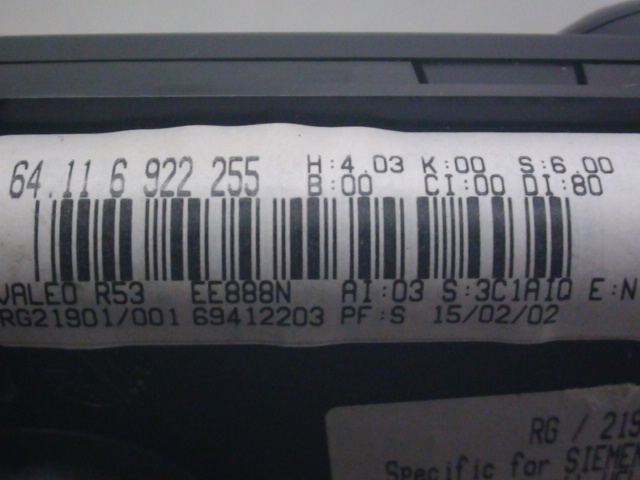 64.11 6 922 255
H:4.03 K:00 S:6.00
B:00 CI:00 DI:80
VALEO R53 EE888N AI:03 S:3C1AIQ E:N
RG21901/001 69412203 PF:S 15/02/02
RG / 219
Specific for SIEMEN